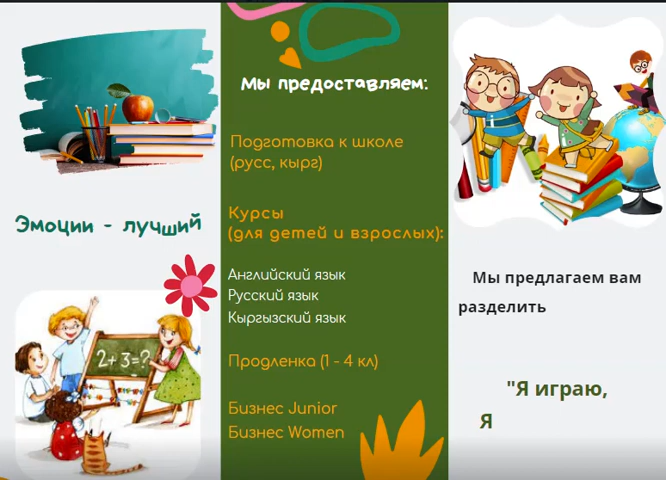 Эмоции - лучший
2+3=?
Мы предоставляем:
Подготовка к школе
(русс, кырг)
Курсы
(для детей и взрослых):
Английский язык
Русский язык
Кыргызский язык
Продленка (1 - 4 кл)
Бизнес Junior
Бизнес Women
Мы предлагаем вам
разделить
"Я играю,
Я